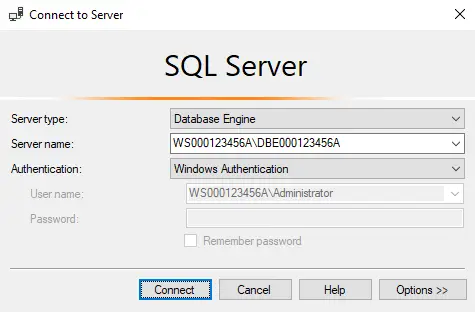 Connect to Server
SQL Server
Server type: Database Engine
Server name: WS000123456A\DBE000123456A
Authentication: Windows Authentication
User name: WS000123456A\Administrator
Password:
Remember password
Connect Cancel Help Options >>